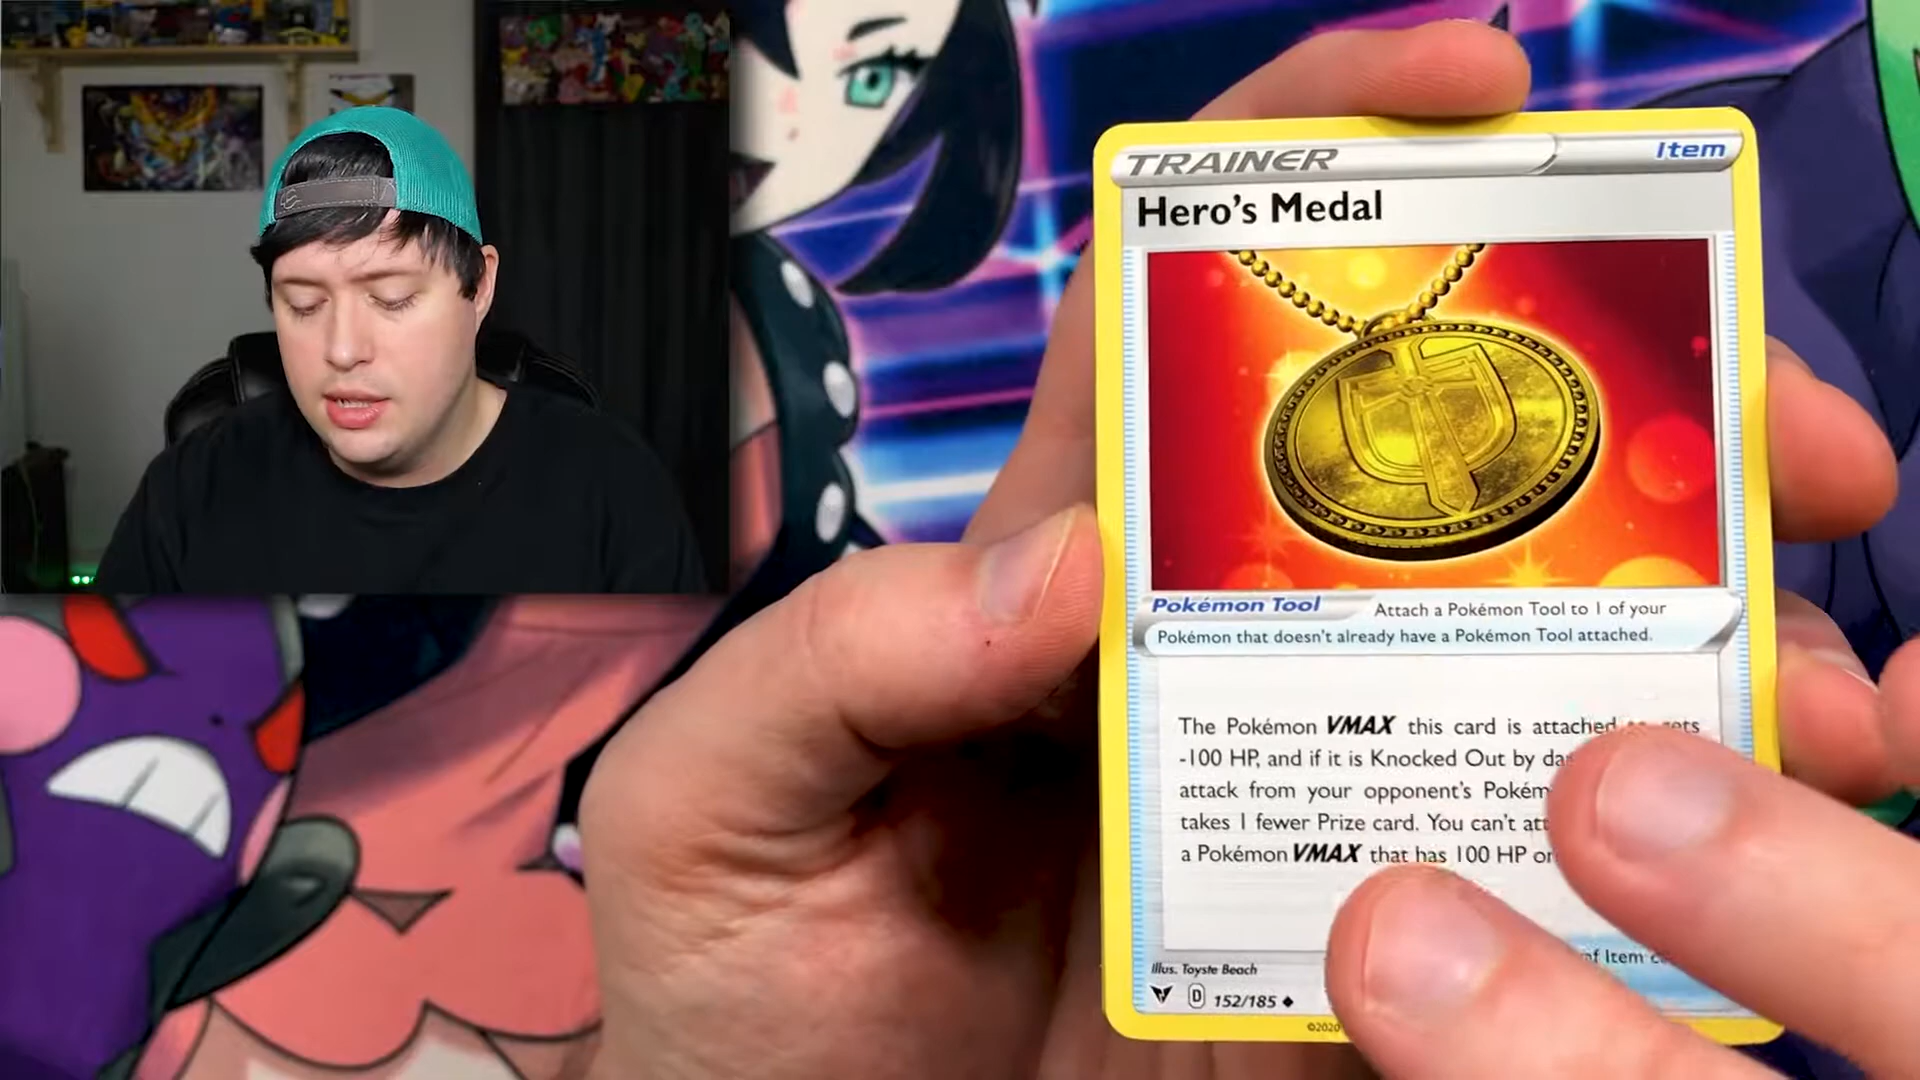 TRAINER
Item
Hero's Medal
Pokémon Tool Attach a Pokémon Tool to 1 of your
Pokémon that doesn't already have a Pokémon Tool attached.
The Pokémon VMAX this card is attached
-100 HP, and if it is Knocked Out by
attack from your opponent's
takes 1 fewer Prize card. You can't
a Pokémon VMAX that has 100 HP
Item
Illus. Toyste Beach
D 152/185
©2020